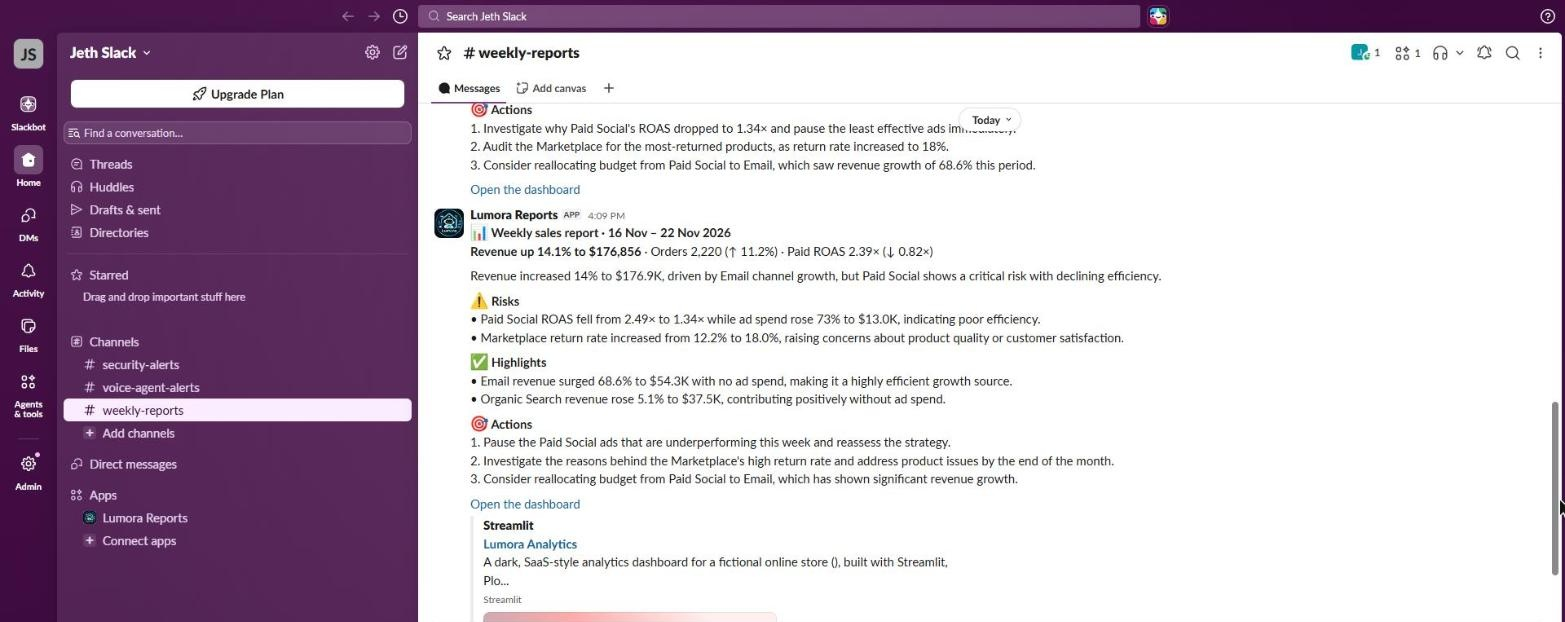 Search Jeth Slack
JS
Jeth Slack
Upgrade Plan
Find a conversation...
Slackbot
Home
DMs
Activity
Files
Agents
& tools
Admin
Threads
Huddles
Drafts & sent
Directories
Starred
Drag and drop important stuff here
Channels
# security-alerts
# voice-agent-alerts
# weekly-reports
+ Add channels
Direct messages
Apps
Lumora Reports
+ Connect apps
# weekly-reports
1
1
Messages
Add canvas
+
Today
🎯 Actions
1. Investigate why Paid Social's ROAS dropped to 1.34× and pause the least effective ads immediately.
2. Audit the Marketplace for the most-returned products, as return rate increased to 18%.
3. Consider reallocating budget from Paid Social to Email, which saw revenue growth of 68.6% this period.
Open the dashboard
Lumora Reports APP 4:09 PM
📊 Weekly sales report · 16 Nov – 22 Nov 2026
Revenue up 14.1% to $176,856 · Orders 2,220 (↑ 11.2%) · Paid ROAS 2.39× (↓ 0.82×)
Revenue increased 14% to $176.9K, driven by Email channel growth, but Paid Social shows a critical risk with declining efficiency.
⚠️ Risks
• Paid Social ROAS fell from 2.49× to 1.34× while ad spend rose 73% to $13.0K, indicating poor efficiency.
• Marketplace return rate increased from 12.2% to 18.0%, raising concerns about product quality or customer satisfaction.
✅ Highlights
• Email revenue surged 68.6% to $54.3K with no ad spend, making it a highly efficient growth source.
• Organic Search revenue rose 5.1% to $37.5K, contributing positively without ad spend.
🎯 Actions
1. Pause the Paid Social ads that are underperforming this week and reassess the strategy.
2. Investigate the reasons behind the Marketplace's high return rate and address product issues by the end of the month.
3. Consider reallocating budget from Paid Social to Email, which has shown significant revenue growth.
Open the dashboard
Streamlit
Lumora Analytics
A dark, SaaS-style analytics dashboard for a fictional online store (), built with Streamlit,
Plo...
Streamlit